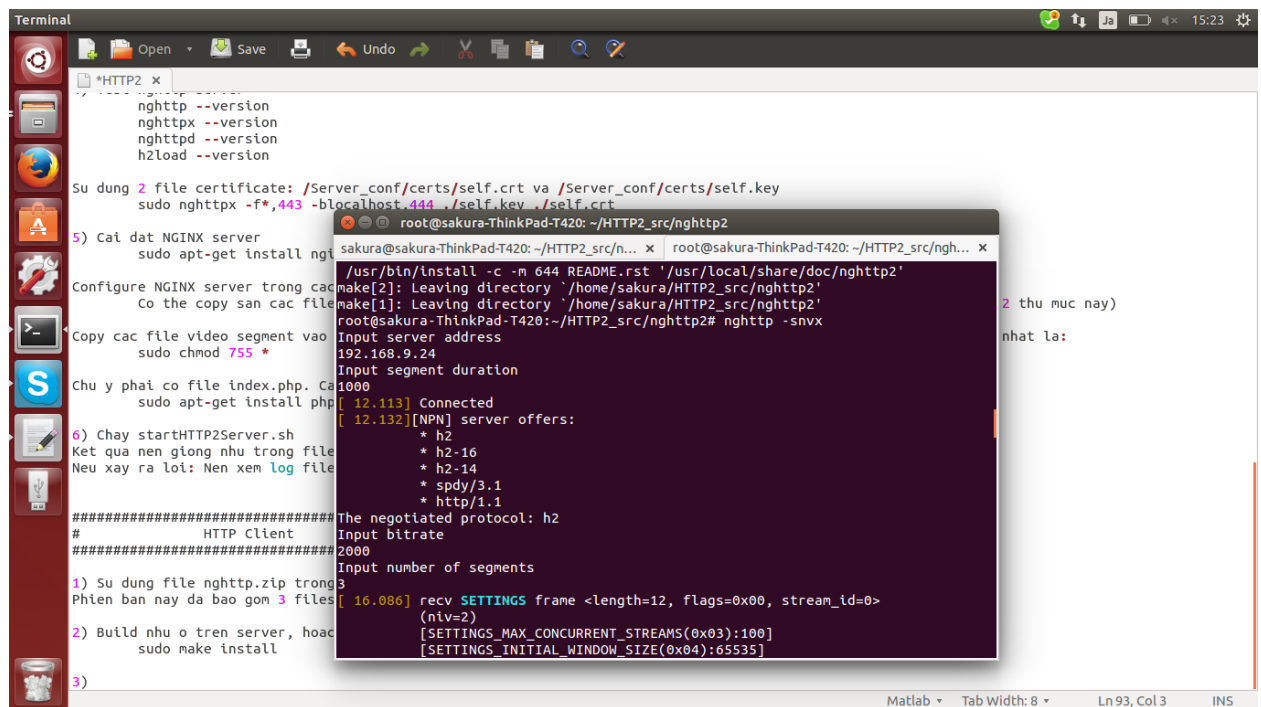 Terminal
Ja
15:23
Open
Save
Undo
*HTTP2
nghttp --version
nghttpx --version
nghttpd --version
h2load --version
Su dung 2 file certificate: /Server_conf/certs/self.crt va /Server_conf/certs/self.key
sudo nghttpx -f*,443 -blocalhost,444 ./self.key ./self.crt
5) Cai dat NGINX server
sudo apt-get install ngi
Configure NGINX server trong cac
Co the copy san cac file
2 thu muc nay)
Copy cac file video segment vao
nhat la:
sudo chmod 755 *
Chu y phai co file index.php. Ca
sudo apt-get install php
6) Chay startHTTP2Server.sh
Ket qua nen giong nhu trong file
Neu xay ra loi: Nen xem log file
################################
# HTTP Client
################################
1) Su dung file nghttp.zip trong
Phien ban nay da bao gom 3 files
2) Build nhu o tren server, hoac
sudo make install
3)
root@sakura-ThinkPad-T420: ~/HTTP2_src/nghttp2
sakura@sakura-ThinkPad-T420: ~/HTTP2_src/n...
root@sakura-ThinkPad-T420: ~/HTTP2_src/ngh...
/usr/bin/install -c -m 644 README.rst '/usr/local/share/doc/nghttp2'
make[2]: Leaving directory `/home/sakura/HTTP2_src/nghttp2'
make[1]: Leaving directory `/home/sakura/HTTP2_src/nghttp2'
root@sakura-ThinkPad-T420:~/HTTP2_src/nghttp2# nghttp -snvx
Input server address
192.168.9.24
Input segment duration
1000
[ 12.113] Connected
[ 12.132][NPN] server offers:
* h2
* h2-16
* h2-14
* spdy/3.1
* http/1.1
The negotiated protocol: h2
Input bitrate
2000
Input number of segments
3
[ 16.086] recv SETTINGS frame <length=12, flags=0x00, stream_id=0>
(niv=2)
[SETTINGS_MAX_CONCURRENT_STREAMS(0x03):100]
[SETTINGS_INITIAL_WINDOW_SIZE(0x04):65535]
Matlab
Tab Width: 8
Ln 93, Col 3
INS